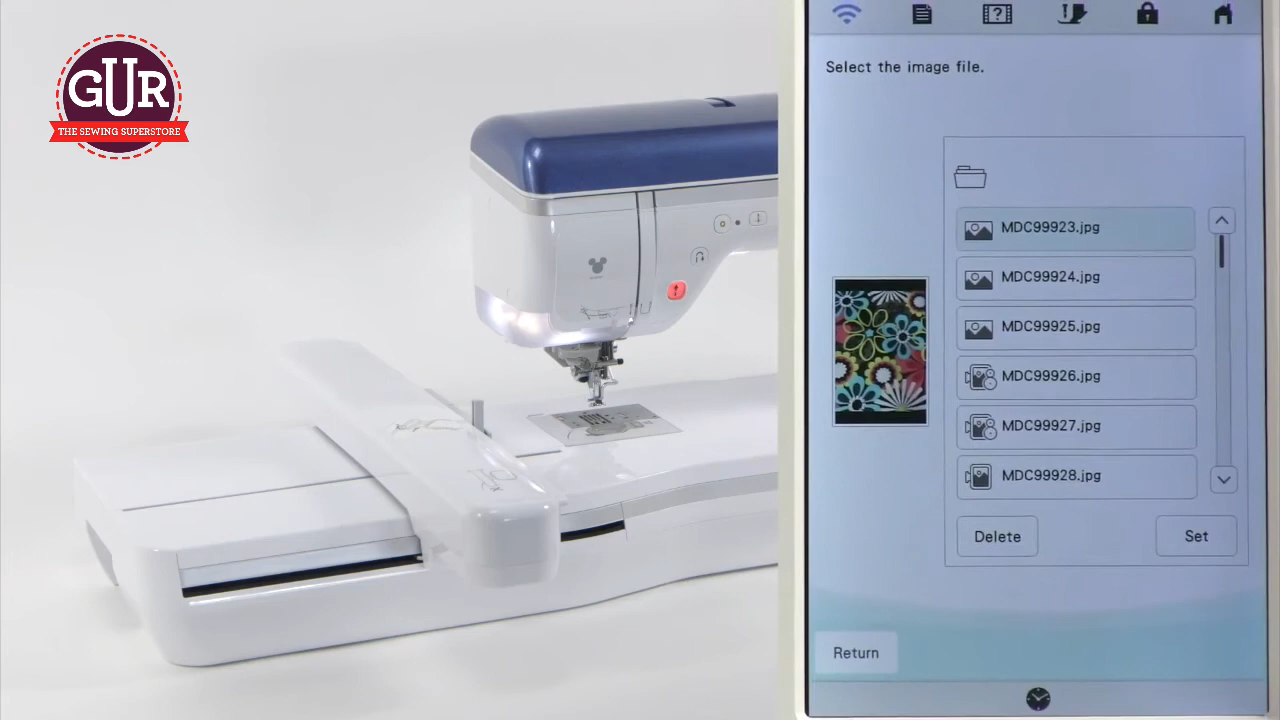 GUR
THE SEWING SUPERSTORE
Select the image file.
MDC99923.jpg
MDC99924.jpg
MDC99925.jpg
MDC99926.jpg
MDC99927.jpg
MDC99928.jpg
Delete
Set
Return